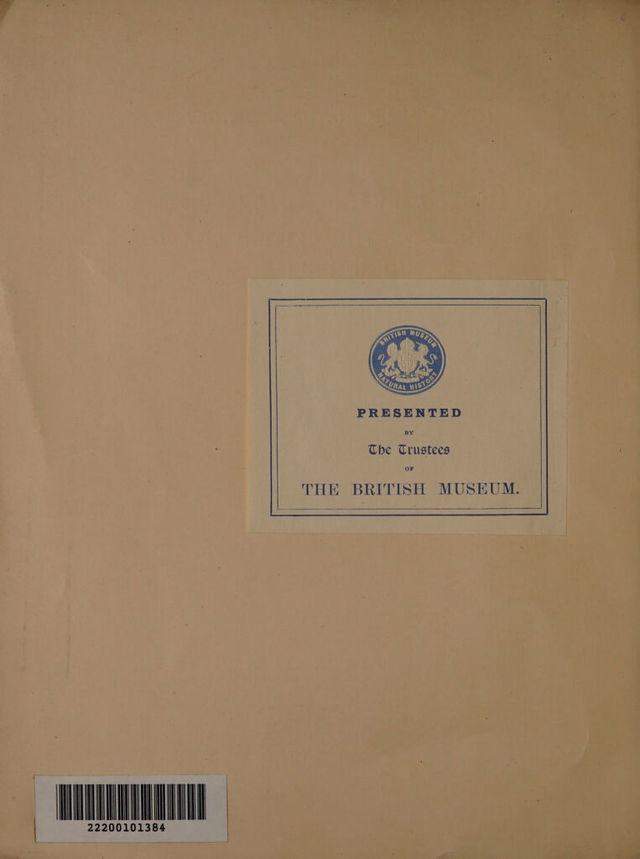 BRITISH MUSEUM
NATURAL HISTORY
PRESENTED
BY
The Trustees
OF
THE BRITISH MUSEUM.
22200101384